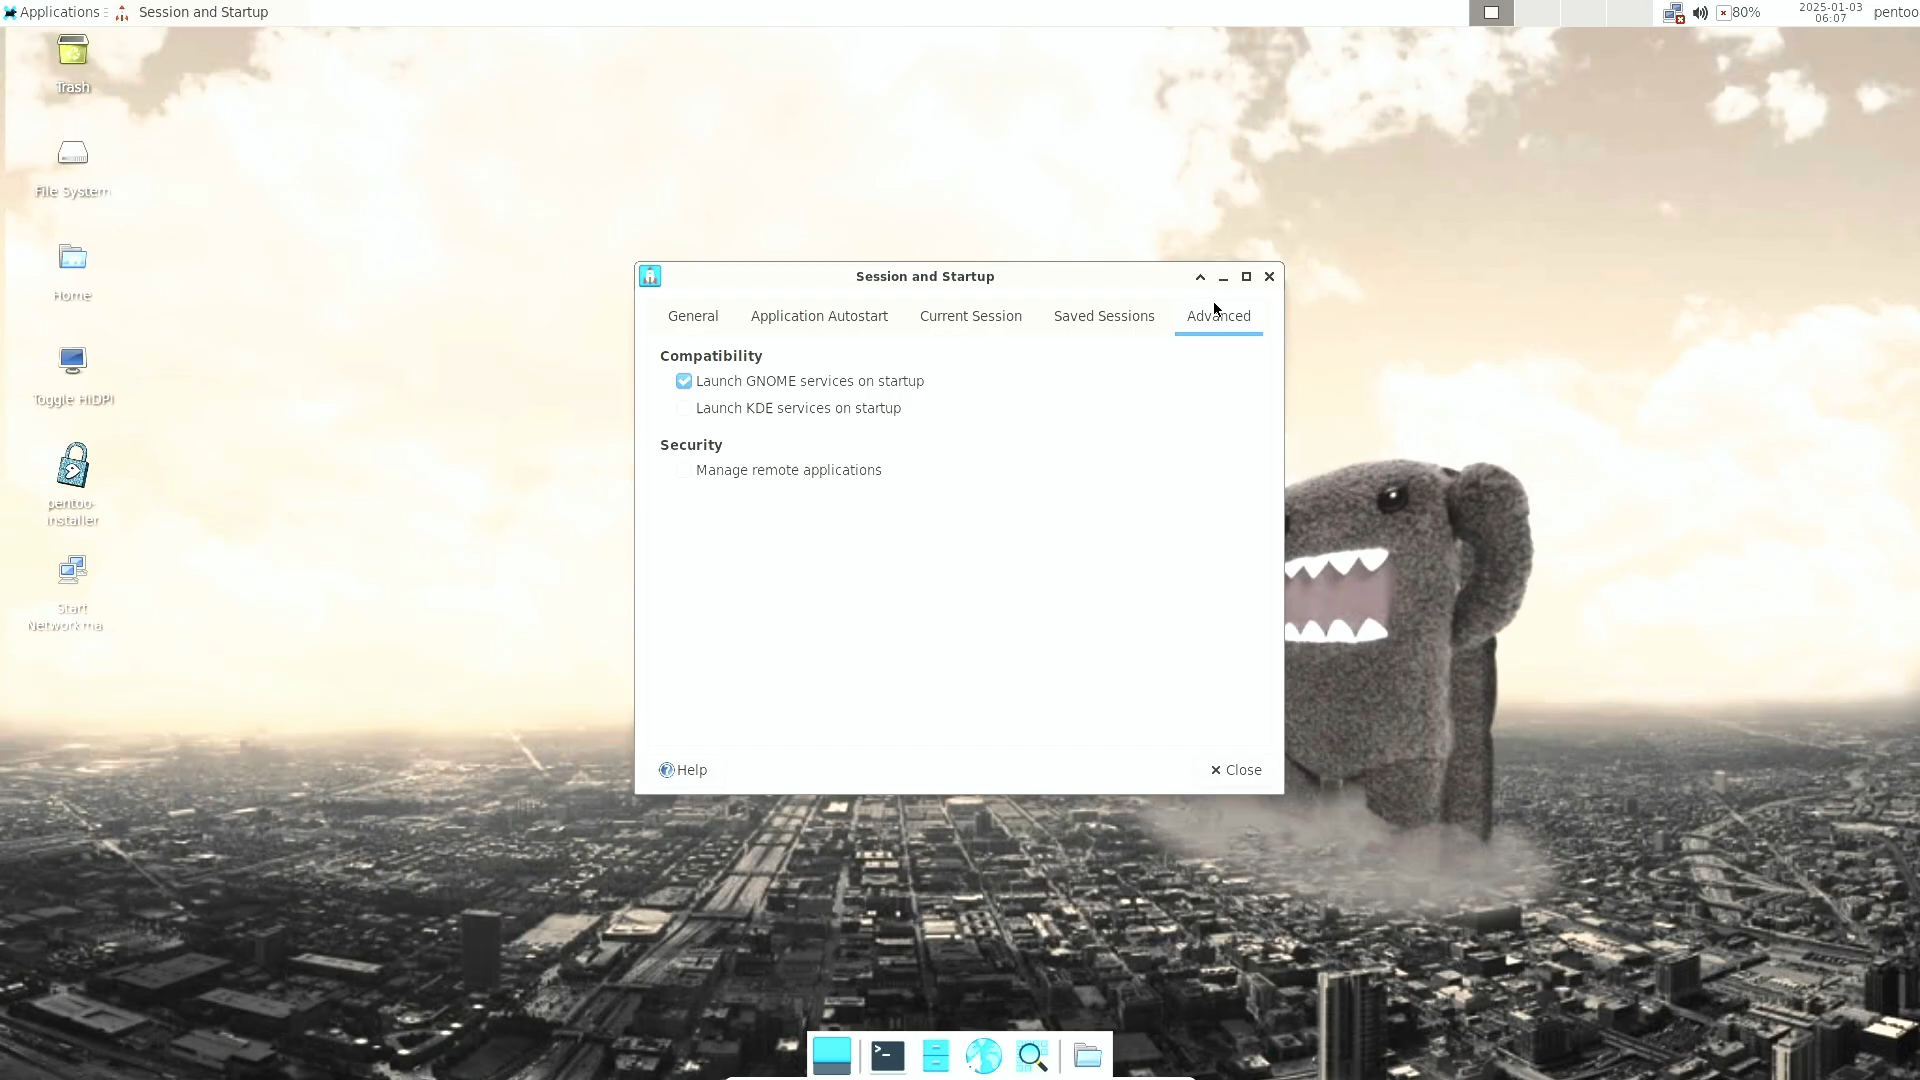 Applications
Session and Startup
80%
2025-01-03
06:07
pentoo
Trash
File System
Home
Toggle HiDPI
pentoo-
installer
Start
Networkma...
Session and Startup
General
Application Autostart
Current Session
Saved Sessions
Advanced
Compatibility
Launch GNOME services on startup
Launch KDE services on startup
Security
Manage remote applications
Help
Close